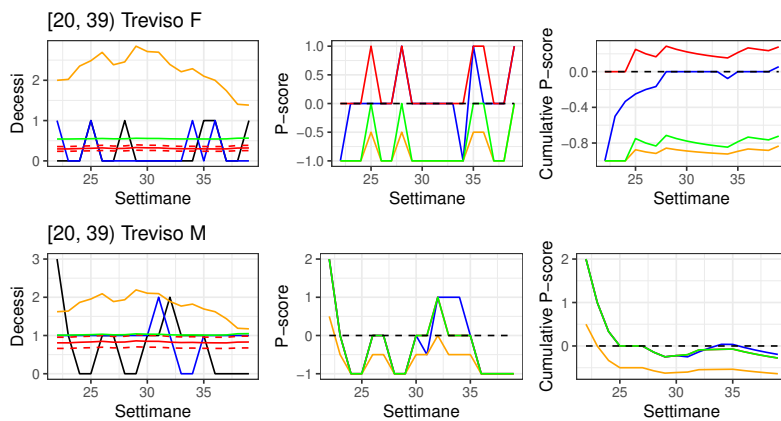 [20, 39) Treviso F
Decessi
0
1
2
25
30
35
Settimane
P-score
1.0
0.5
0.0
−0.5
−1.0
25
30
35
Settimane
Cumulative P-score
0.0
−0.4
−0.8
25
30
35
Settimane
[20, 39) Treviso M
Decessi
3
2
1
0
25
30
35
Settimane
P-score
2
1
0
−1
25
30
35
Settimane
Cumulative P-score
2
1
0
25
30
35
Settimane